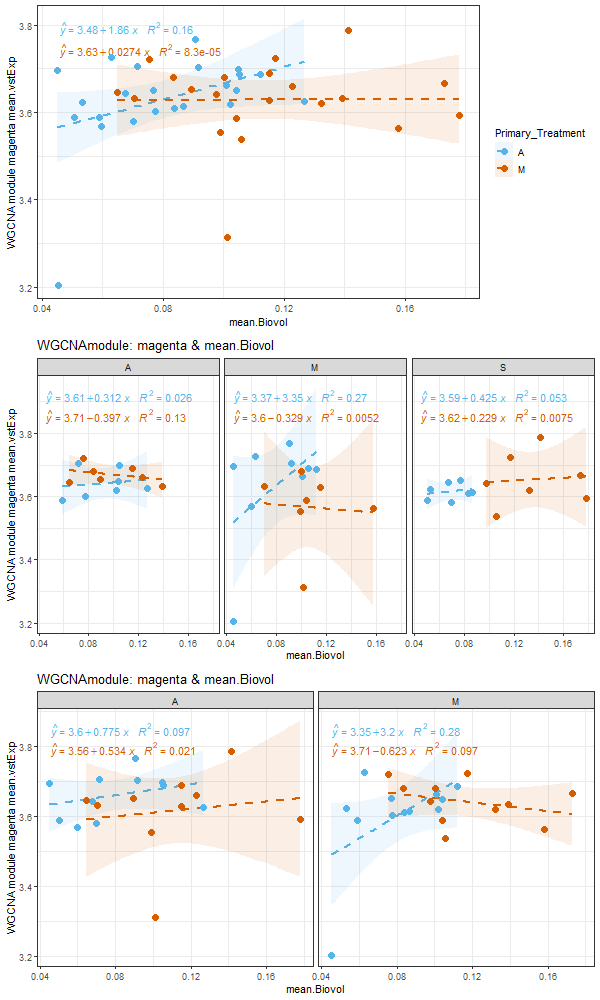 ŷ = 3.48 + 1.86 x R² = 0.16
ŷ = 3.63 + 0.0274 x R² = 8.3e-05
3.8
3.6
3.4
3.2
WGCNA module magenta mean.vstExp
0.04 0.08 0.12 0.16
mean.Biovol
Primary_Treatment
A
M
WGCNAmodule: magenta & mean.Biovol
A M S
ŷ = 3.61 + 0.312 x R² = 0.026
ŷ = 3.71 − 0.397 x R² = 0.13
ŷ = 3.37 + 3.35 x R² = 0.27
ŷ = 3.6 − 0.329 x R² = 0.0052
ŷ = 3.59 + 0.425 x R² = 0.053
ŷ = 3.62 + 0.229 x R² = 0.0075
3.8
3.6
3.4
3.2
WGCNA module magenta mean.vstExp
0.04 0.08 0.12 0.16 0.04 0.08 0.12 0.16 0.04 0.08 0.12 0.16
mean.Biovol
WGCNAmodule: magenta & mean.Biovol
A M
ŷ = 3.6 + 0.775 x R² = 0.097
ŷ = 3.56 + 0.534 x R² = 0.021
ŷ = 3.35 + 3.2 x R² = 0.28
ŷ = 3.71 − 0.623 x R² = 0.097
3.8
3.6
3.4
3.2
WGCNA module magenta mean.vstExp
0.04 0.08 0.12 0.16 0.04 0.08 0.12 0.16
mean.Biovol